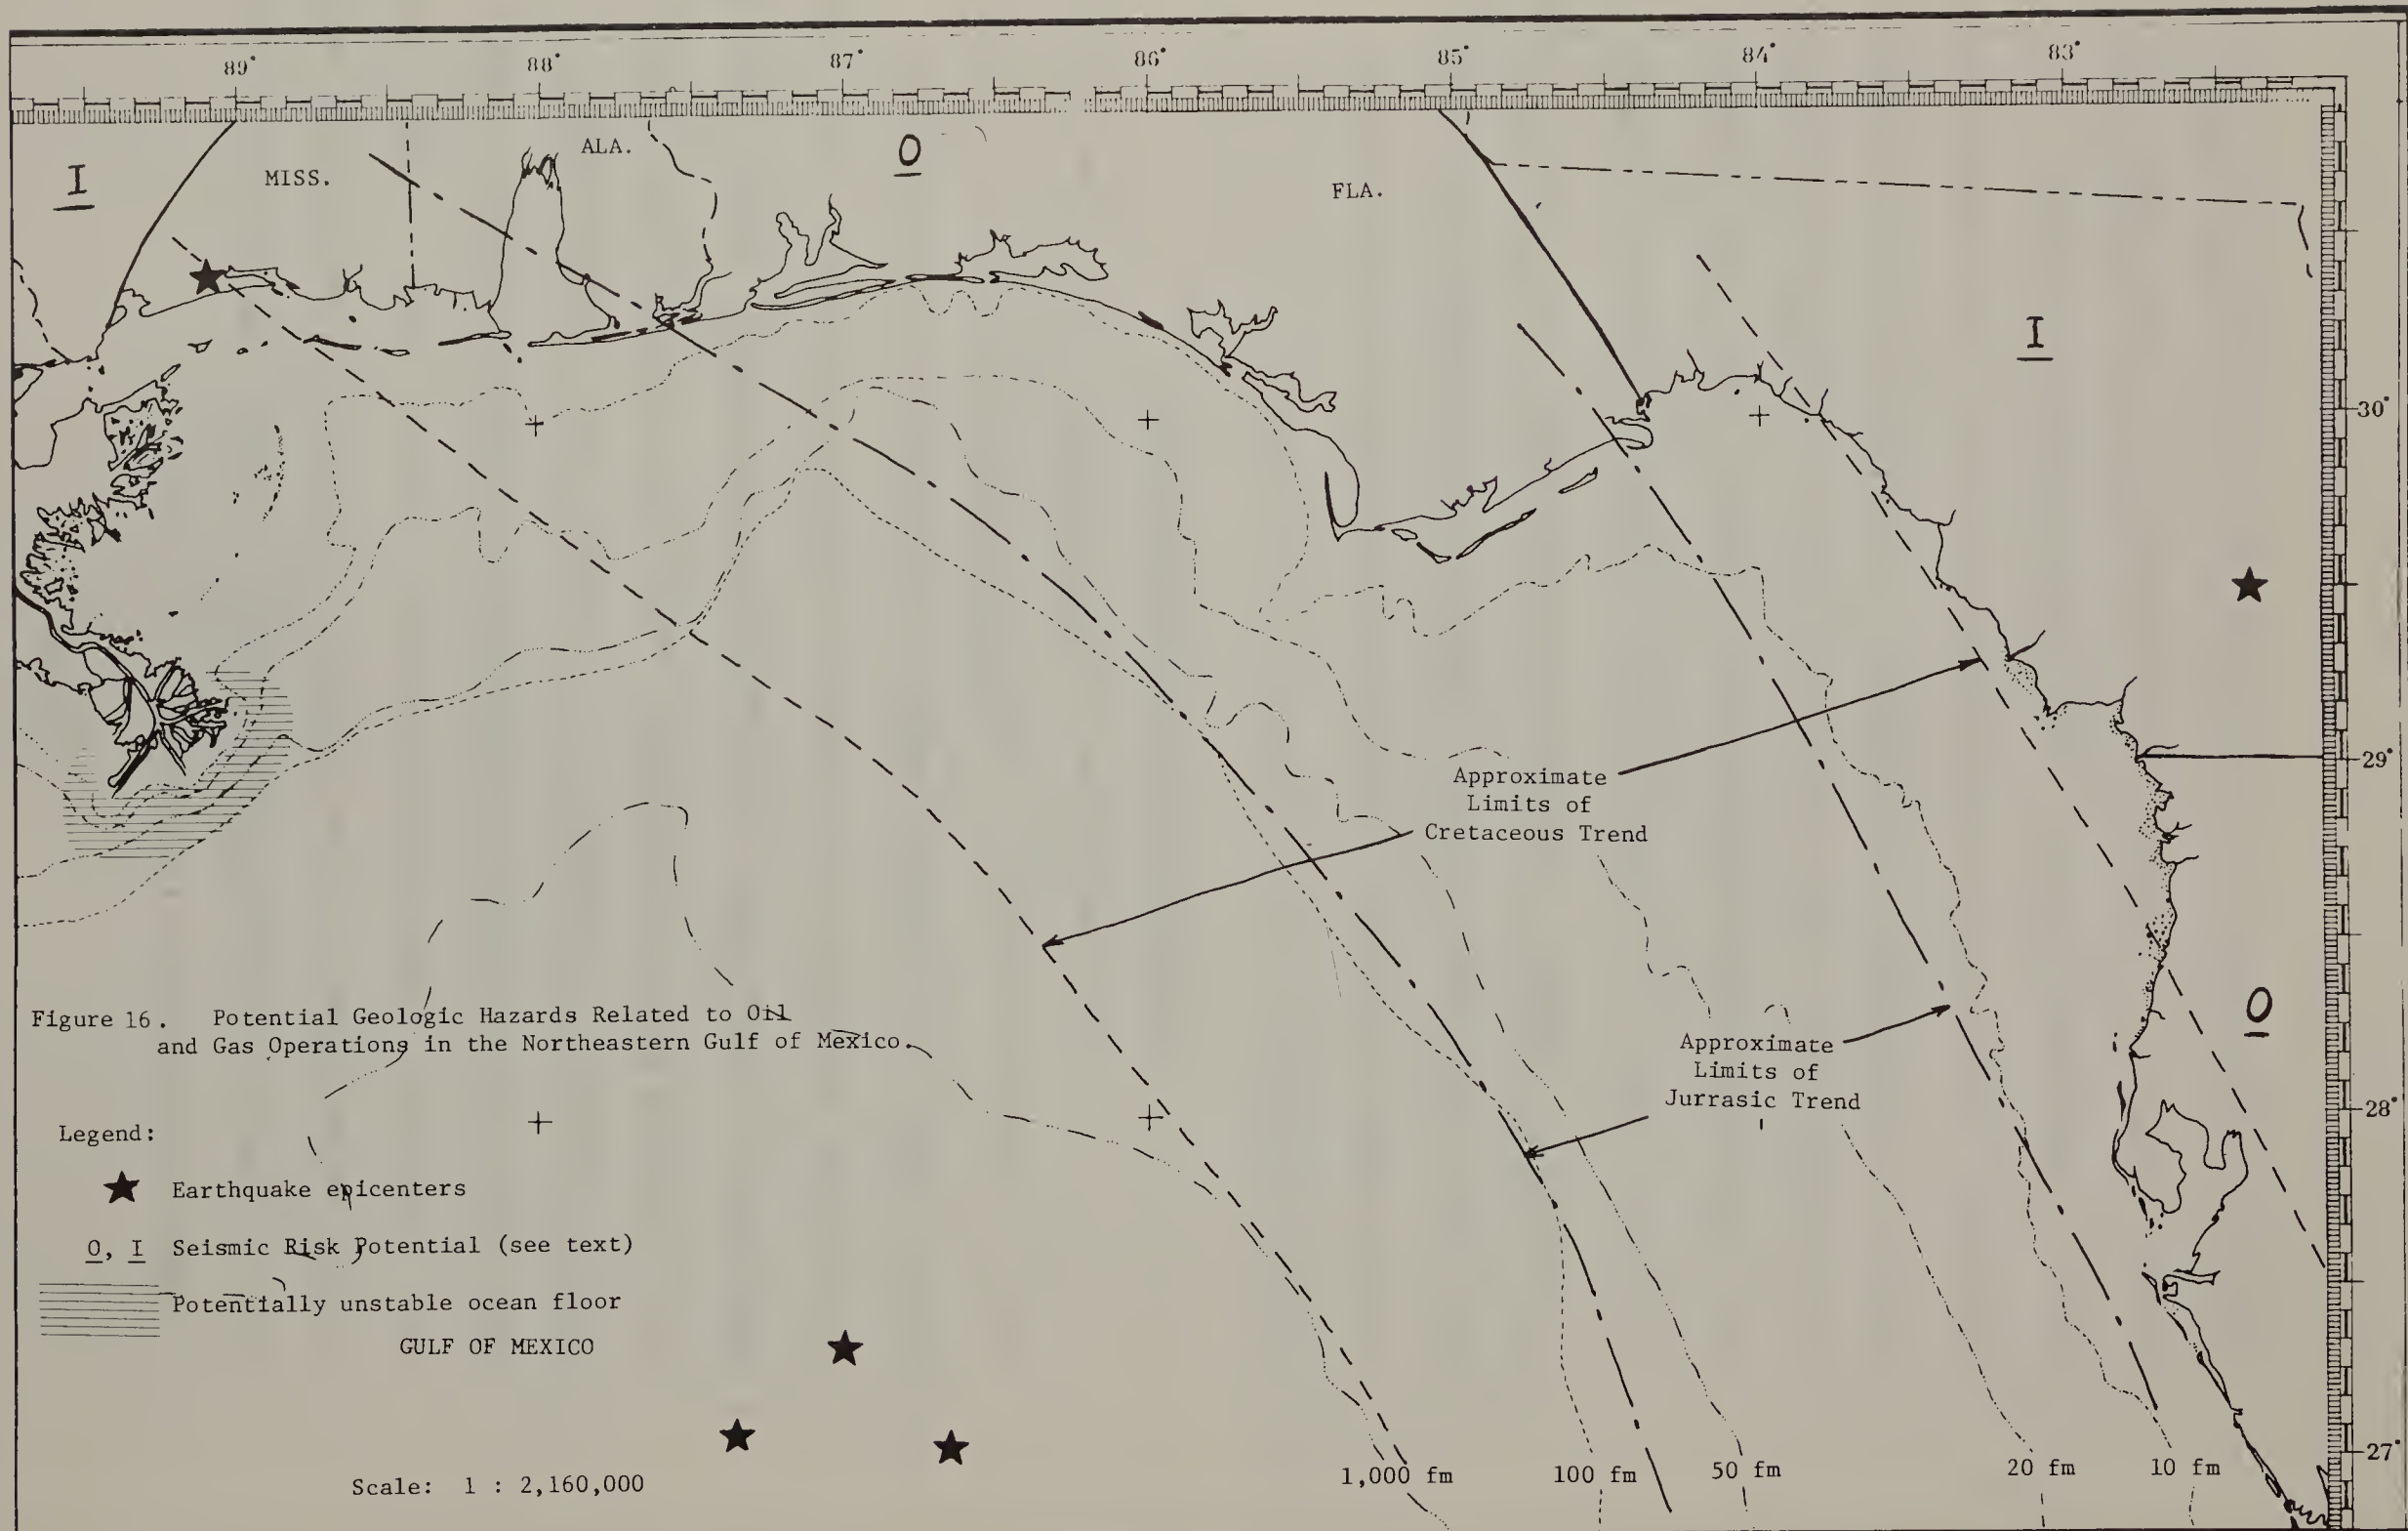 89° 88° 87° 86° 85° 84° 83°
I
MISS.
ALA.
O
FLA.
I
30°
29°
Approximate
Limits of
Cretaceous Trend
O
Figure 16. Potential Geologic Hazards Related to Oil
and Gas Operations in the Northeastern Gulf of Mexico.
Approximate
Limits of
Jurrasic Trend
28°
Legend:
Earthquake epicenters
O, I Seismic Risk Potential (see text)
Potentially unstable ocean floor
GULF OF MEXICO
27°
1,000 fm 100 fm 50 fm 20 fm 10 fm
Scale: 1 : 2,160,000